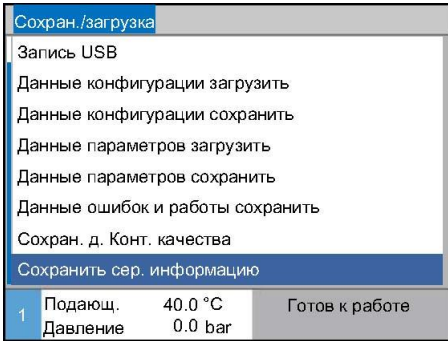 Сохран./загрузка
Запись USB
Данные конфигурации загрузить
Данные конфигурации сохранить
Данные параметров загрузить
Данные параметров сохранить
Данные ошибок и работы сохранить
Сохран. д. Конт. качества
Сохранить сер. информацию
1 Подающ. 40.0 °C Готов к работе
Давление 0.0 bar